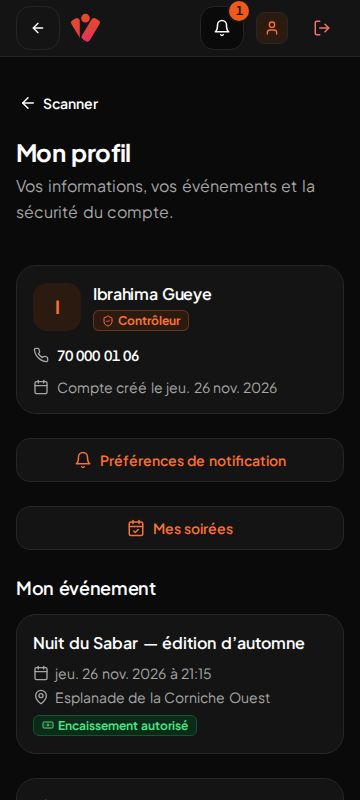 1
Scanner
Mon profil
Vos informations, vos événements et la
sécurité du compte.
I
Ibrahima Gueye
Contrôleur
70 000 01 06
Compte créé le jeu. 26 nov. 2026
Préférences de notification
Mes soirées
Mon événement
Nuit du Sabar — édition d’automne
jeu. 26 nov. 2026 à 21:15
Esplanade de la Corniche Ouest
Encaissement autorisé